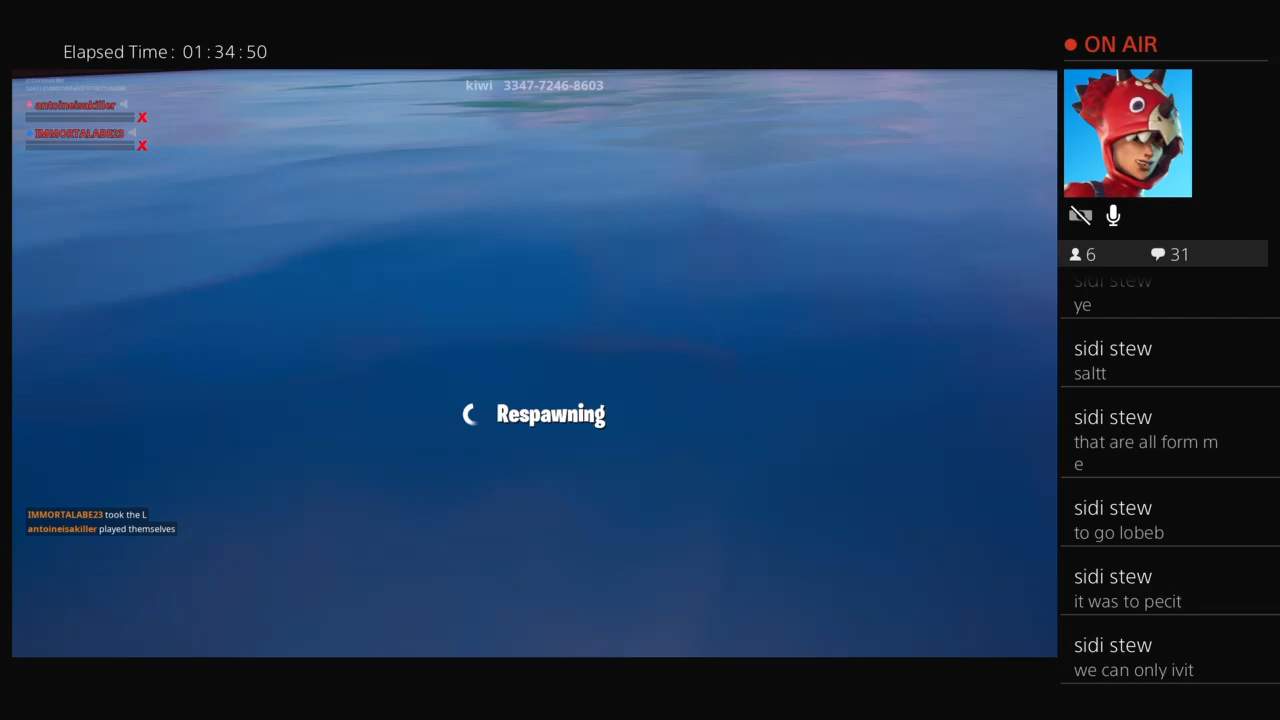 Elapsed Time: 01:34:50
ON AIR
kiwi 3347-7246-8603
antoineisakiller
X
IMMORTALABE23
X
6 31
sidi stew
ye
sidi stew
saltt
sidi stew
that are all form m
e
sidi stew
to go lobeb
sidi stew
it was to pecit
sidi stew
we can only ivit
Respawning
IMMORTALABE23 took the L
antoineisakiller played themselves